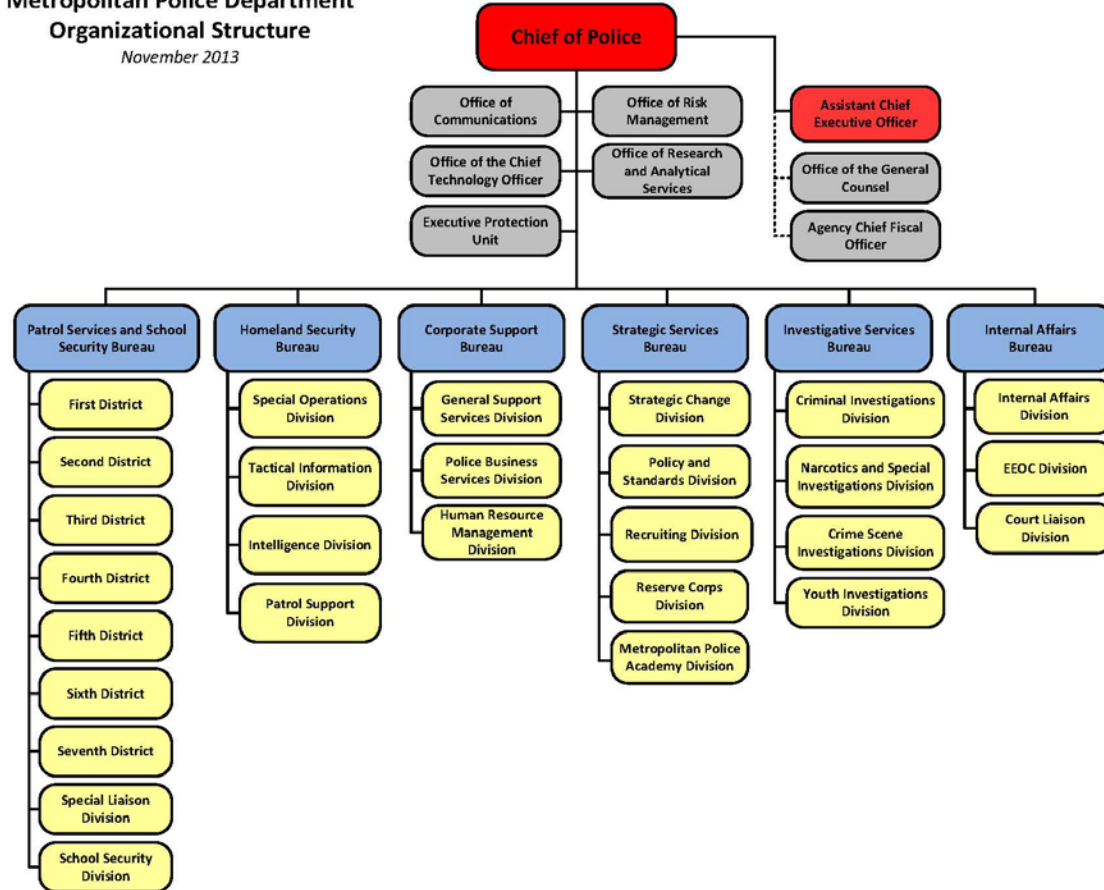 Metropolitan Police Department
Organizational Structure
November 2013
Chief of Police
Office of
Communications
Office of Risk
Management
Assistant Chief
Executive Officer
Office of the Chief
Technology Officer
Office of Research
and Analytical
Services
Office of the General
Counsel
Executive Protection
Unit
Agency Chief Fiscal
Officer
Patrol Services and School
Security Bureau
First District
Second District
Third District
Fourth District
Fifth District
Sixth District
Seventh District
Special Liaison
Division
School Security
Division
Homeland Security
Bureau
Special Operations
Division
Tactical Information
Division
Intelligence Division
Patrol Support
Division
Corporate Support
Bureau
General Support
Services Division
Police Business
Services Division
Human Resource
Management
Division
Strategic Services
Bureau
Strategic Change
Division
Policy and
Standards Division
Recruiting Division
Reserve Corps
Division
Metropolitan Police
Academy Division
Investigative Services
Bureau
Criminal Investigations
Division
Narcotics and Special
Investigations Division
Crime Scene
Investigations Division
Youth Investigations
Division
Internal Affairs
Bureau
Internal Affairs
Division
EEOC Division
Court Liaison
Division